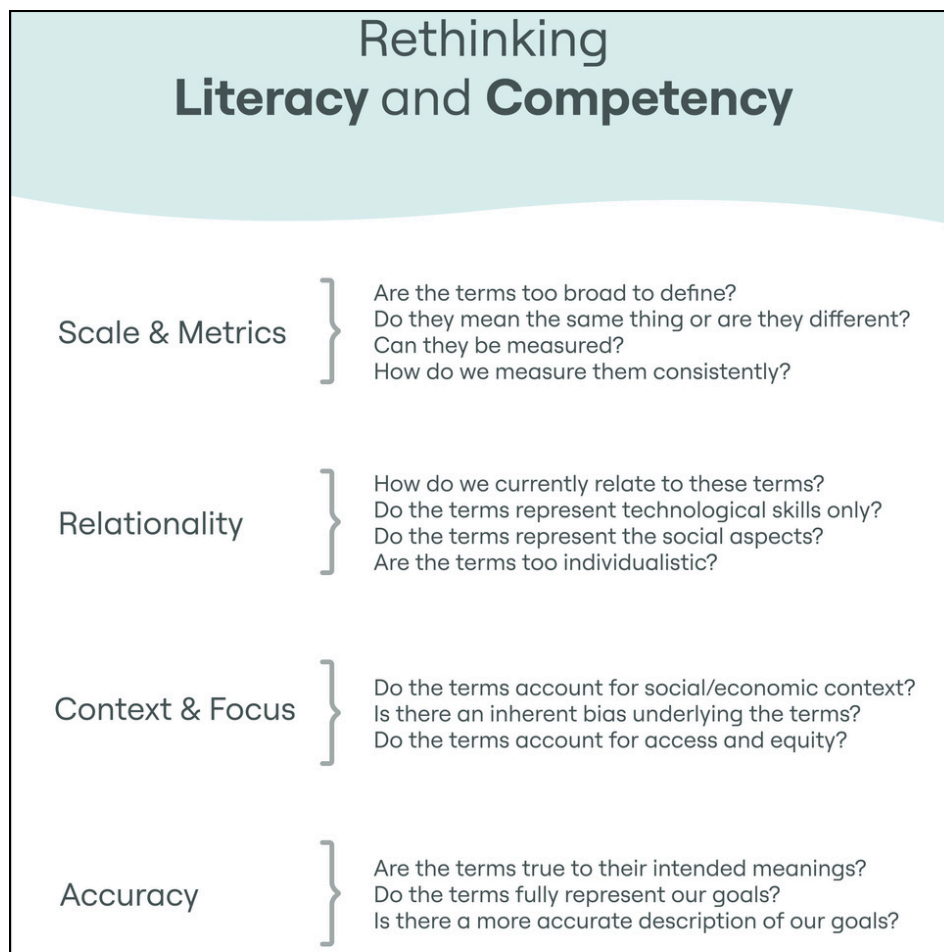 Rethinking
Literacy and Competency
Scale & Metrics
Are the terms too broad to define?
Do they mean the same thing or are they different?
Can they be measured?
How do we measure them consistently?
Relationality
How do we currently relate to these terms?
Do the terms represent technological skills only?
Do the terms represent the social aspects?
Are the terms too individualistic?
Context & Focus
Do the terms account for social/economic context?
Is there an inherent bias underlying the terms?
Do the terms account for access and equity?
Accuracy
Are the terms true to their intended meanings?
Do the terms fully represent our goals?
Is there a more accurate description of our goals?